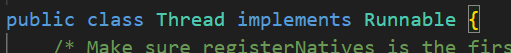 public class Thread implements Runnable {
/* Make sure registerNatives is the firs